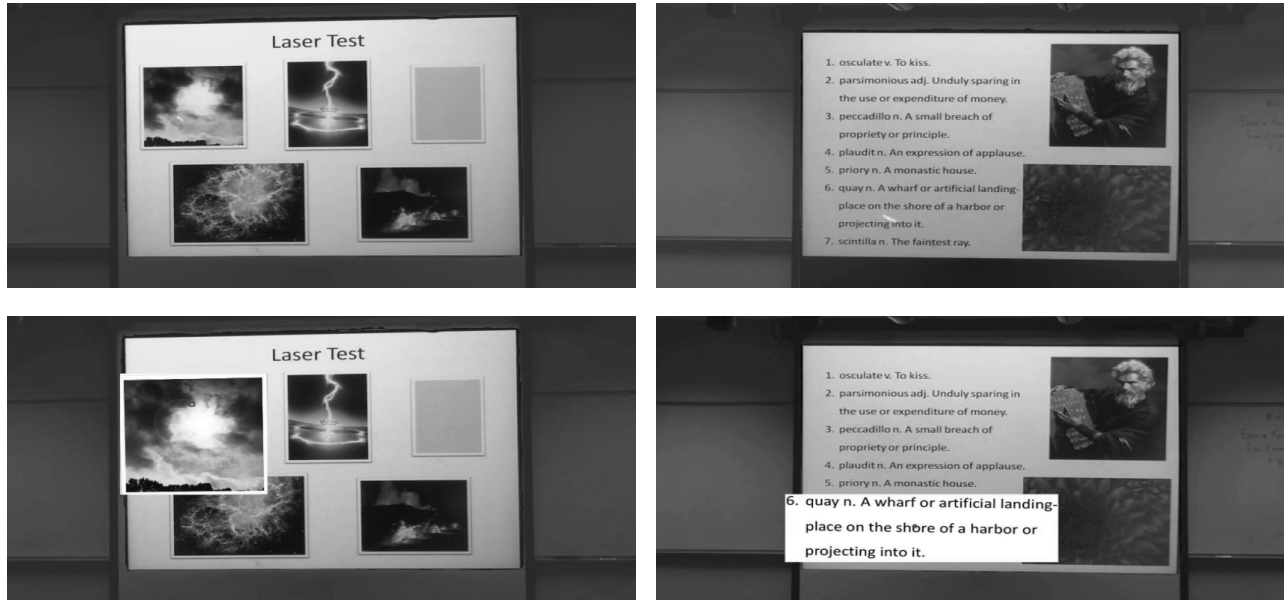 Laser Test
1. osculate v. To kiss.
2. parsimonious adj. Unduly sparing in
the use or expenditure of money.
3. peccadillo n. A small breach of
propriety or principle.
4. plaudit n. An expression of applause.
5. priory n. A monastic house.
6. quay n. A wharf or artificial landing-
place on the shore of a harbor or
projecting into it.
7. scintilla n. The faintest ray.
Laser Test
1. osculate v. To kiss.
2. parsimonious adj. Unduly sparing in
the use or expenditure of money.
3. peccadillo n. A small breach of
propriety or principle.
4. plaudit n. An expression of applause.
5. priory n. A monastic house.
6. quay n. A wharf or artificial landing-
place on the shore of a harbor or
projecting into it.